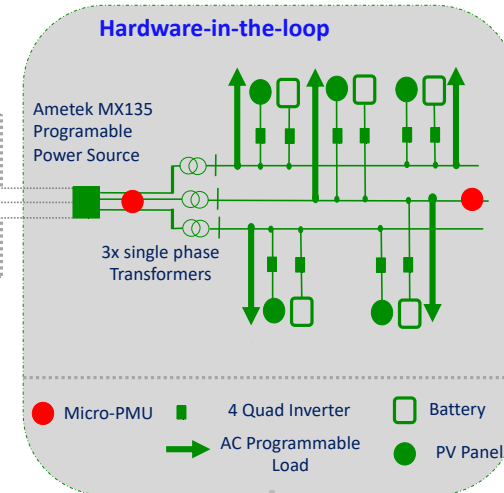 Hardware-in-the-loop
Ametek MX135
Programable
Power Source
3x single phase
Transformers
Micro-PMU
4 Quad Inverter
Battery
AC Programmable
Load
PV Panel